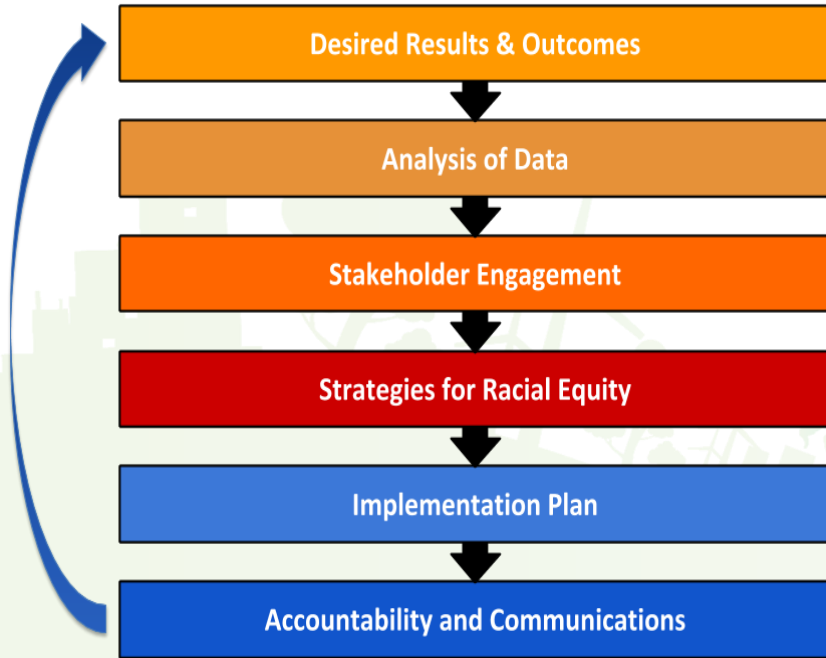 Desired Results & Outcomes
Analysis of Data
Stakeholder Engagement
Strategies for Racial Equity
Implementation Plan
Accountability and Communications